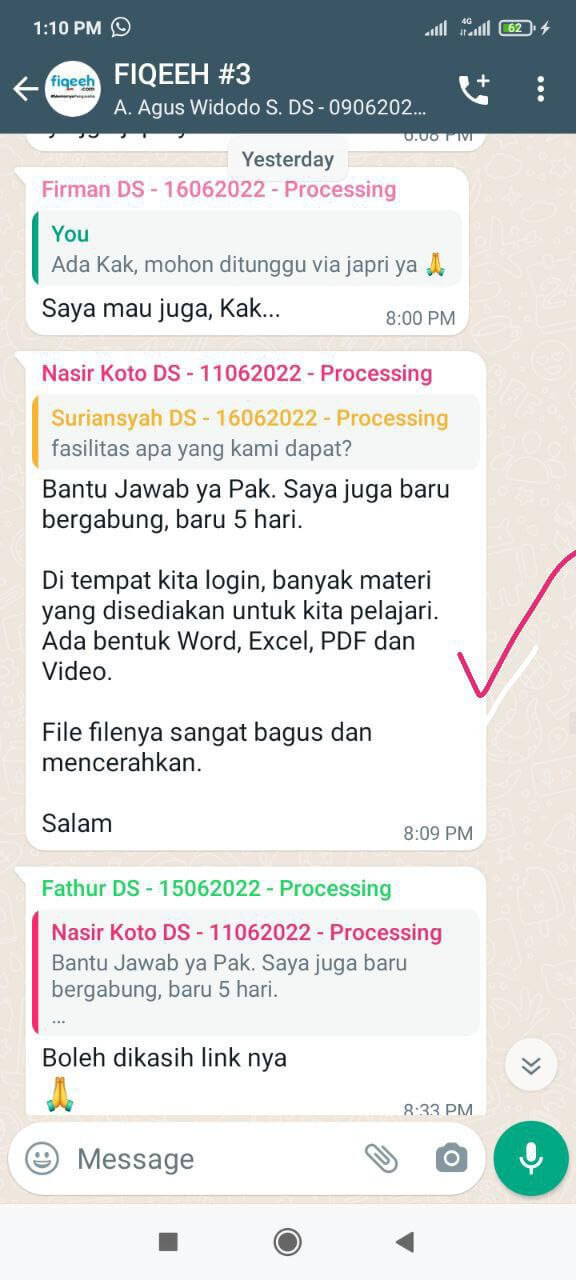 1:10 PM
4G
62
fiqeeh
.com
FIQEEH #3
A. Agus Widodo S. DS - 0906202...
6:08 PM
Yesterday
Firman DS - 16062022 - Processing
You
Ada Kak, mohon ditunggu via japri ya 🙏
Saya mau juga, Kak...
8:00 PM
Nasir Koto DS - 11062022 - Processing
Suriansyah DS - 16062022 - Processing
fasilitas apa yang kami dapat?
Bantu Jawab ya Pak. Saya juga baru
bergabung, baru 5 hari.
Di tempat kita login, banyak materi
yang disediakan untuk kita pelajari.
Ada bentuk Word, Excel, PDF dan
Video.
File filenya sangat bagus dan
mencerahkan.
Salam
8:09 PM
Fathur DS - 15062022 - Processing
Nasir Koto DS - 11062022 - Processing
Bantu Jawab ya Pak. Saya juga baru
bergabung, baru 5 hari.
...
Boleh dikasih link nya
🙏
8:33 PM
Message